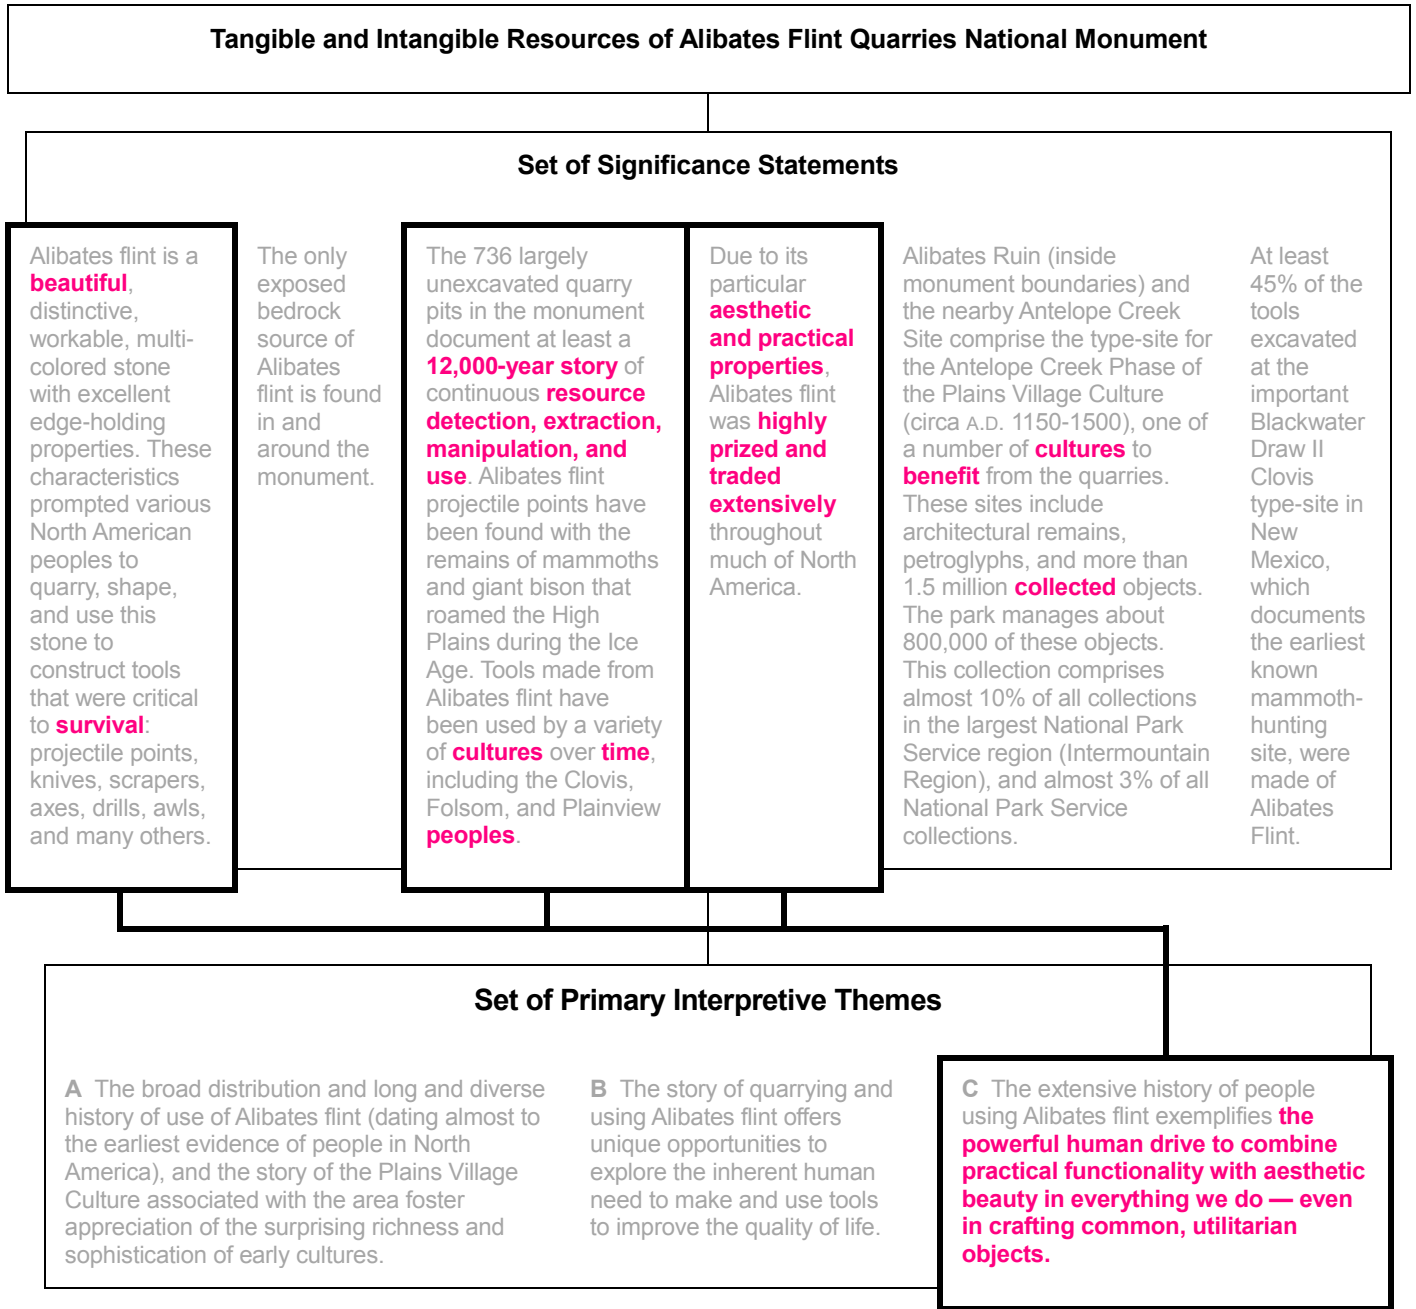 Tangible and Intangible Resources of Alibates Flint Quarries National Monument
Set of Significance Statements
Alibates flint is a
beautiful,
distinctive,
workable, multi-
colored stone
with excellent
edge-holding
properties. These
characteristics
prompted various
North American
peoples to
quarry, shape,
and use this
stone to
construct tools
that were critical
to survival:
projectile points,
knives, scrapers,
axes, drills, awls,
and many others.
The only
exposed
bedrock
source of
Alibates
flint is found
in and
around the
monument.
The 736 largely
unexcavated quarry
pits in the monument
document at least a
12,000-year story of
continuous resource
detection, extraction,
manipulation, and
use. Alibates flint
projectile points have
been found with the
remains of mammoths
and giant bison that
roamed the High
Plains during the Ice
Age. Tools made from
Alibates flint have
been used by a variety
of cultures over time,
including the Clovis,
Folsom, and Plainview
peoples.
Due to its
particular
aesthetic
and practical
properties,
Alibates flint
was highly
prized and
traded
extensively
throughout
much of North
America.
Alibates Ruin (inside
monument boundaries) and
the nearby Antelope Creek
Site comprise the type-site for
the Antelope Creek Phase of
the Plains Village Culture
(circa A.D. 1150-1500), one of
a number of cultures to
benefit from the quarries.
These sites include
architectural remains,
petroglyphs, and more than
1.5 million collected objects.
The park manages about
800,000 of these objects.
This collection comprises
almost 10% of all collections
in the largest National Park
Service region (Intermountain
Region), and almost 3% of all
National Park Service
collections.
At least
45% of the
tools
excavated
at the
important
Blackwater
Draw II
Clovis
type-site in
New
Mexico,
which
documents
the earliest
known
mammoth-
hunting
site, were
made of
Alibates
Flint.
Set of Primary Interpretive Themes
A The broad distribution and long and diverse
history of use of Alibates flint (dating almost to
the earliest evidence of people in North
America), and the story of the Plains Village
Culture associated with the area foster
appreciation of the surprising richness and
sophistication of early cultures.
B The story of quarrying and
using Alibates flint offers
unique opportunities to
explore the inherent human
need to make and use tools
to improve the quality of life.
C The extensive history of people
using Alibates flint exemplifies the
powerful human drive to combine
practical functionality with aesthetic
beauty in everything we do — even
in crafting common, utilitarian
objects.